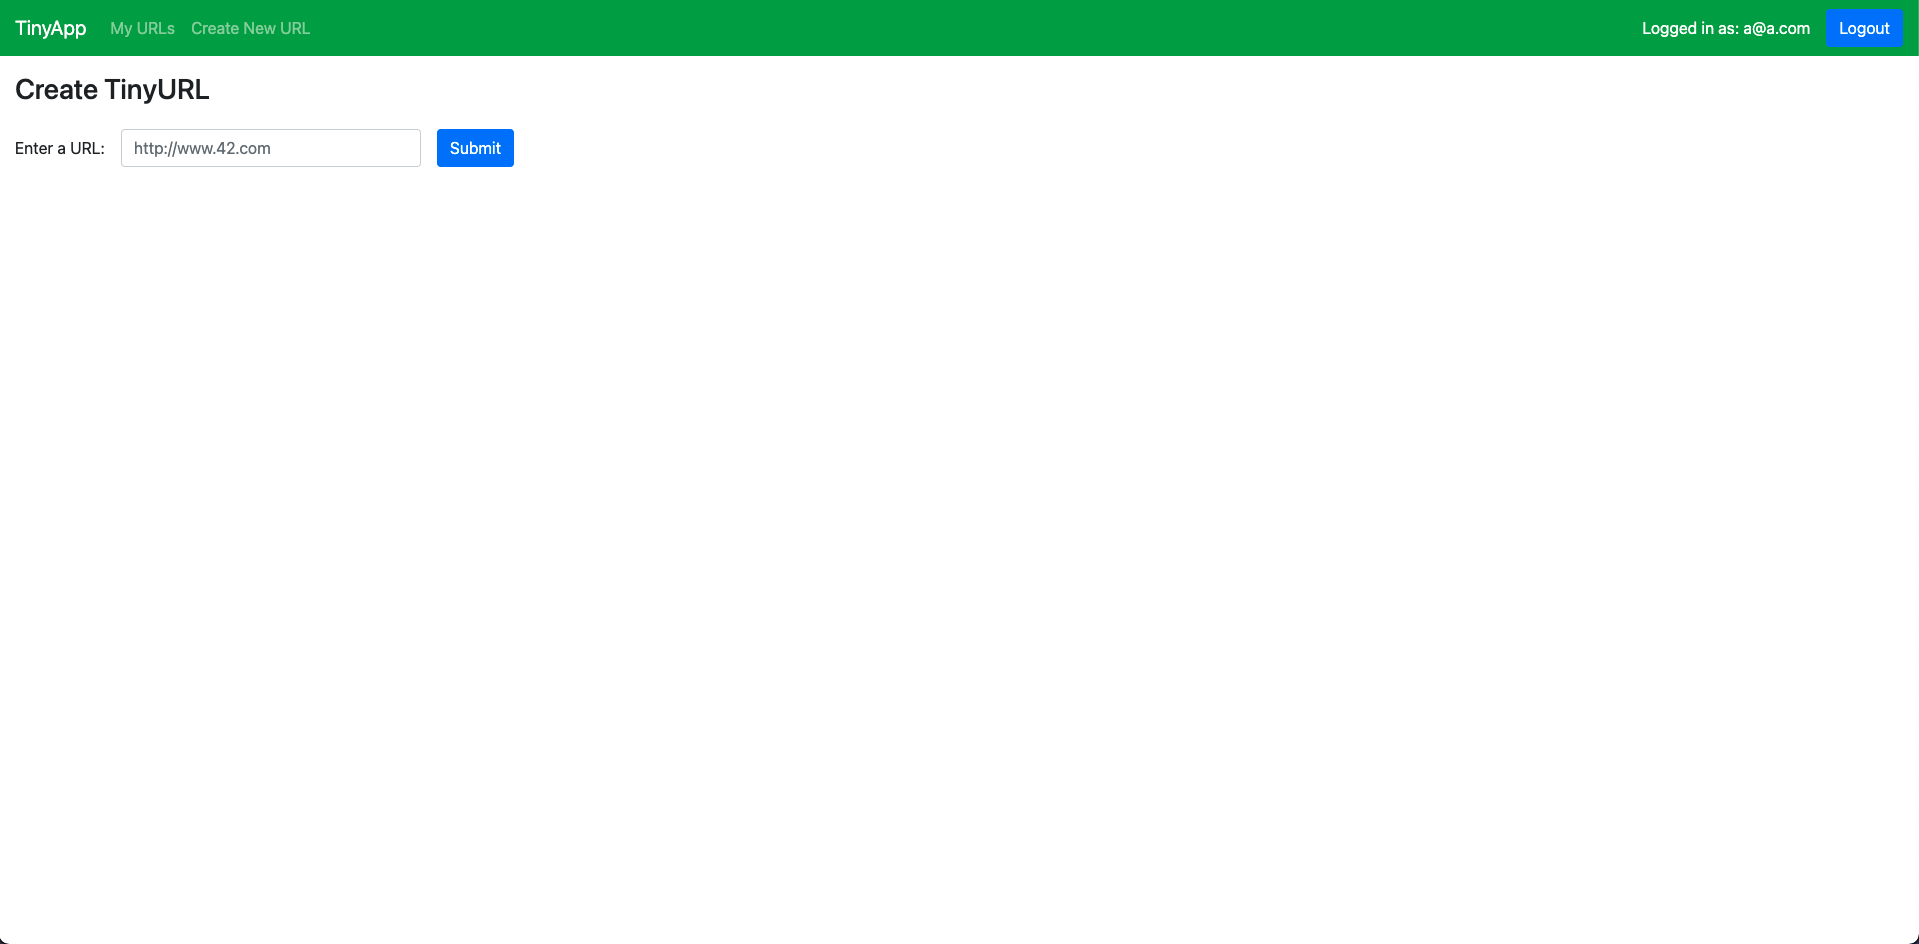 TinyApp My URLs Create New URL Logged in as: a@a.com Logout
Create TinyURL
Enter a URL: http://www.42.com Submit